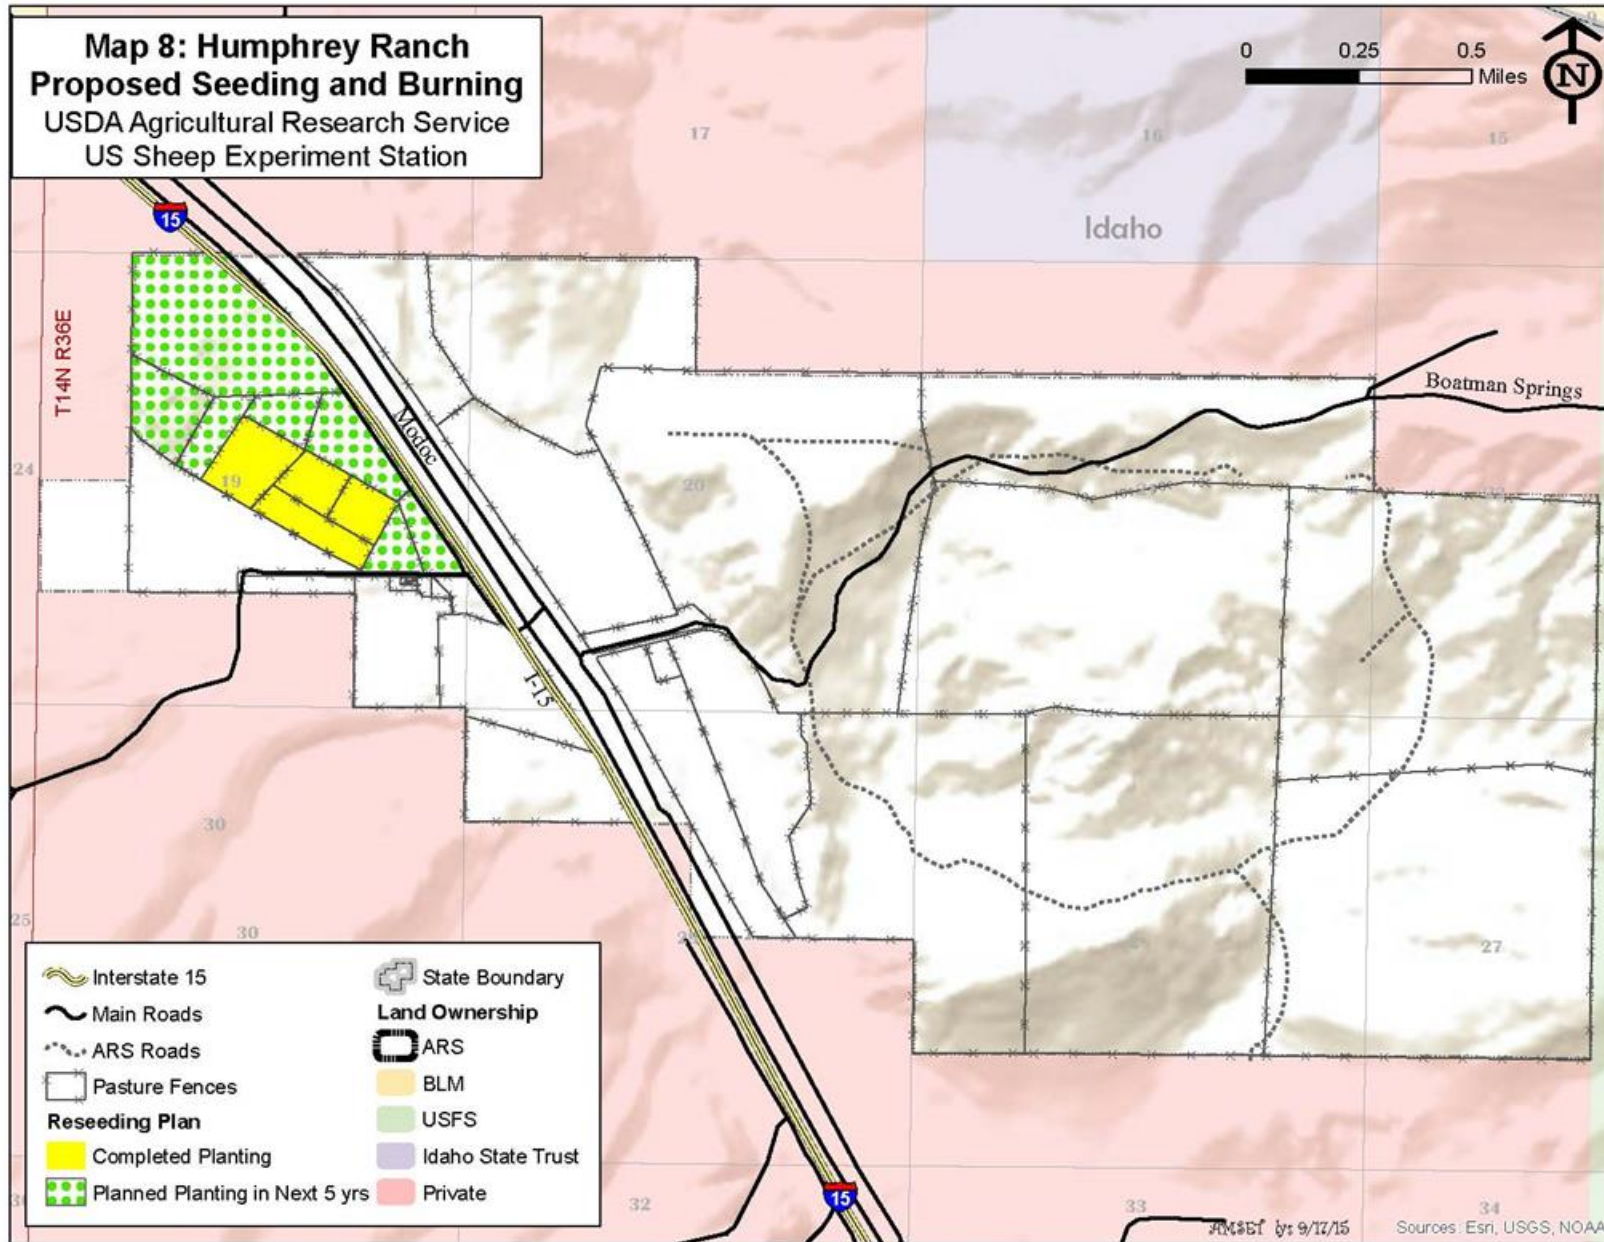 Map 8: Humphrey Ranch
Proposed Seeding and Burning
USDA Agricultural Research Service
US Sheep Experiment Station
0 0.25 0.5
Miles
N
17
16
15
Idaho
15
T14N R36E
Boatman Springs
Modoc
24
19
20
I-15
30
25
30
27
Interstate 15
Main Roads
ARS Roads
Pasture Fences
Reseeding Plan
Completed Planting
Planned Planting in Next 5 yrs
State Boundary
Land Ownership
ARS
BLM
USFS
Idaho State Trust
Private
15
32
33
34
9/17/15
Sources: Esri, USGS, NOAA